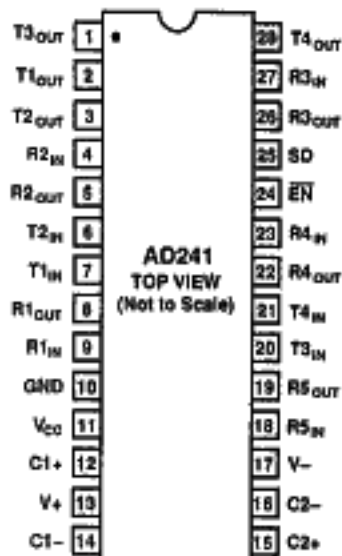 T3OUT 1 28 T4OUT
T1OUT 2 27 R3IN
T2OUT 3 26 R3OUT
R2IN 4 25 SD
R2OUT 5 24 EN
T2IN 6 23 R4IN
T1IN 7 22 R4OUT
R1OUT 8 21 T4IN
R1IN 9 20 T3IN
GND 10 19 R5OUT
VCC 11 18 R5IN
C1+ 12 17 V−
V+ 13 16 C2−
C1− 14 15 C2+
AD241
TOP VIEW
(Not to Scale)